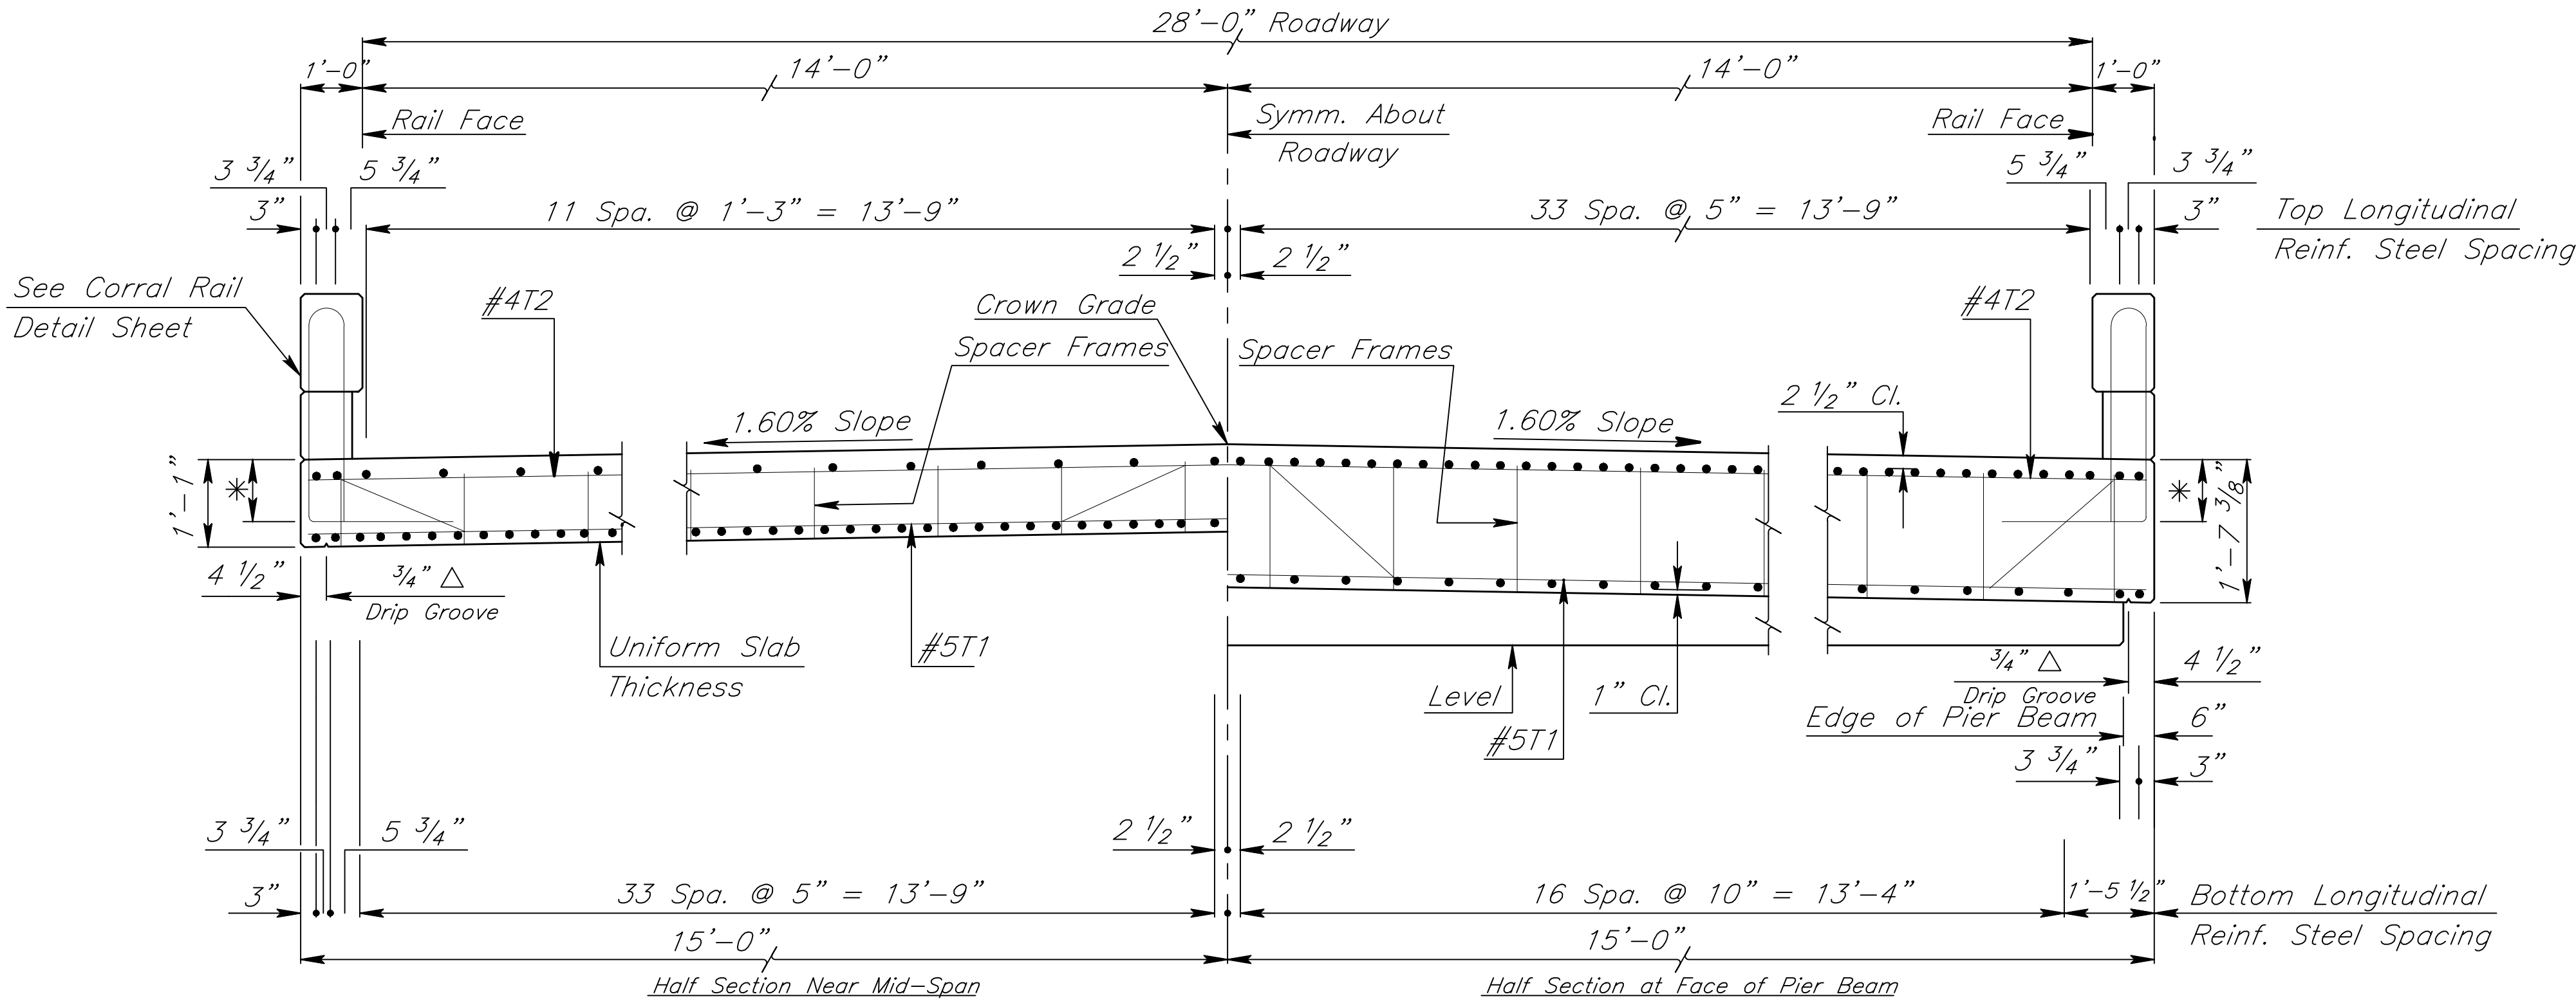 28'-0" Roadway
1'-0"
14'-0"
14'-0"
1'-0"
Rail Face
Symm. About
Roadway
Rail Face
3 3/4"
5 3/4"
5 3/4"
3 3/4"
3"
11 Spa. @ 1'-3" = 13'-9"
33 Spa. @ 5" = 13'-9"
3"
Top Longitudinal
Reinf. Steel Spacing
2 1/2"
2 1/2"
See Corral Rail
Detail Sheet
#4T2
Crown Grade
#4T2
Spacer Frames
Spacer Frames
2 1/2" Cl.
1.60% Slope
1.60% Slope
1'-1"
*
*
1'-7 3/8"
4 1/2"
3/4" △
Drip Groove
Uniform Slab
Thickness
#5T1
Level
1" Cl.
#5T1
3/4" △
Drip Groove
4 1/2"
Edge of Pier Beam
6"
3 3/4"
3"
3 3/4"
5 3/4"
2 1/2"
2 1/2"
3"
33 Spa. @ 5" = 13'-9"
16 Spa. @ 10" = 13'-4"
1'-5 1/2"
Bottom Longitudinal
Reinf. Steel Spacing
15'-0"
15'-0"
Half Section Near Mid-Span
Half Section at Face of Pier Beam